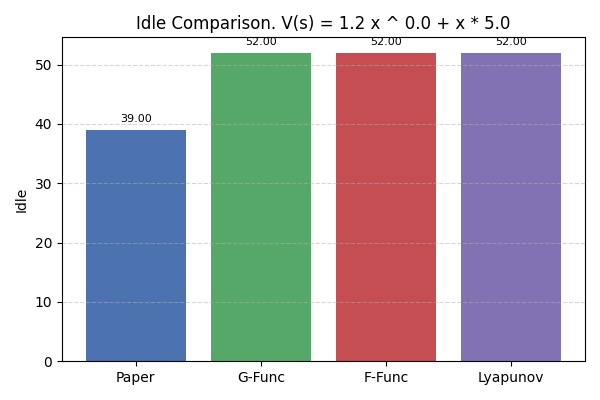 Idle Comparison. V(s) = 1.2 x ^ 0.0 + x * 5.0
52.00 52.00 52.00
50
39.00
40
30
Idle
20
10
0
Paper G-Func F-Func Lyapunov